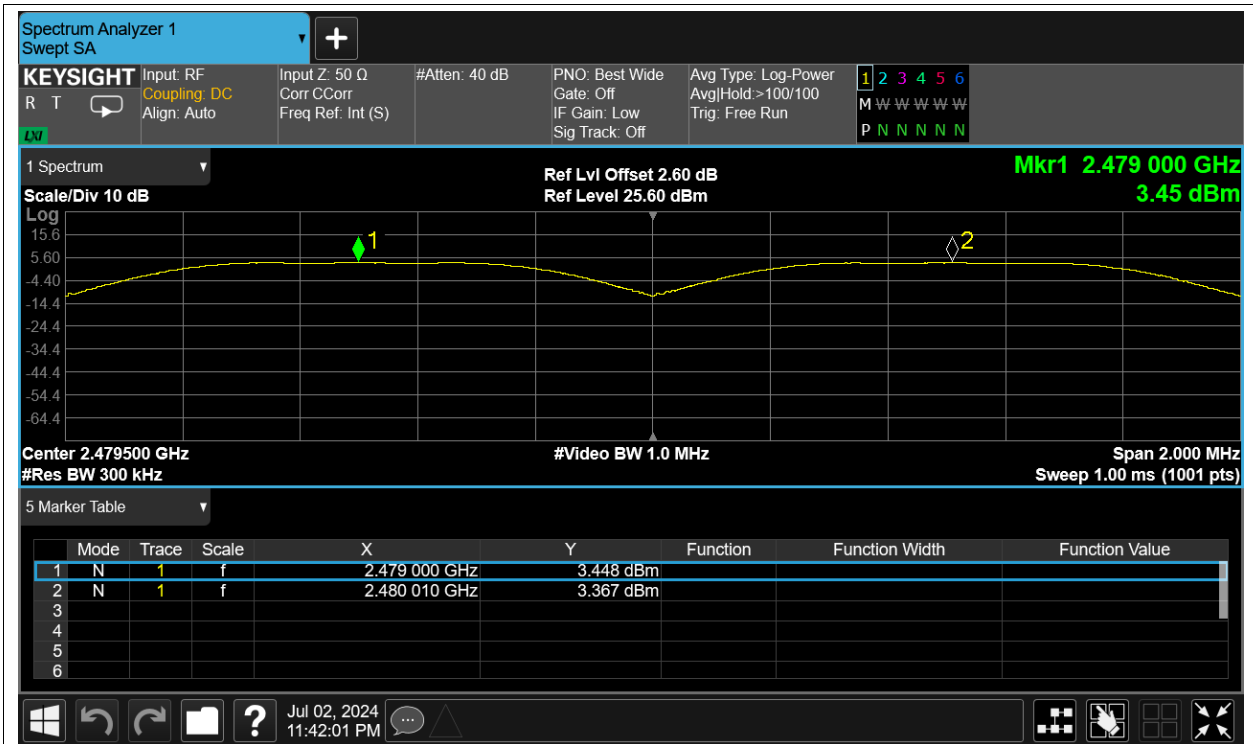 Spectrum Analyzer 1
Swept SA
+
KEYSIGHT Input: RF Input Z: 50 Ω #Atten: 40 dB PNO: Best Wide Avg Type: Log-Power 1 2 3 4 5 6
R T Coupling: DC Corr CCorr Gate: Off Avg|Hold:>100/100 M W W W W W
Align: Auto Freq Ref: Int (S) IF Gain: Low Trig: Free Run
LXI Sig Track: Off P N N N N N
1 Spectrum Ref Lvl Offset 2.60 dB Mkr1 2.479 000 GHz
Scale/Div 10 dB Ref Level 25.60 dBm 3.45 dBm
Log
15.6
1 2
5.60
-4.40
-14.4
-24.4
-34.4
-44.4
-54.4
-64.4
Center 2.479500 GHz #Video BW 1.0 MHz Span 2.000 MHz
#Res BW 300 kHz Sweep 1.00 ms (1001 pts)
5 Marker Table
Mode Trace Scale X Y Function Function Width Function Value
1 N 1 f 2.479 000 GHz 3.448 dBm
2 N 1 f 2.480 010 GHz 3.367 dBm
3
4
5
6
? Jul 02, 2024
11:42:01 PM